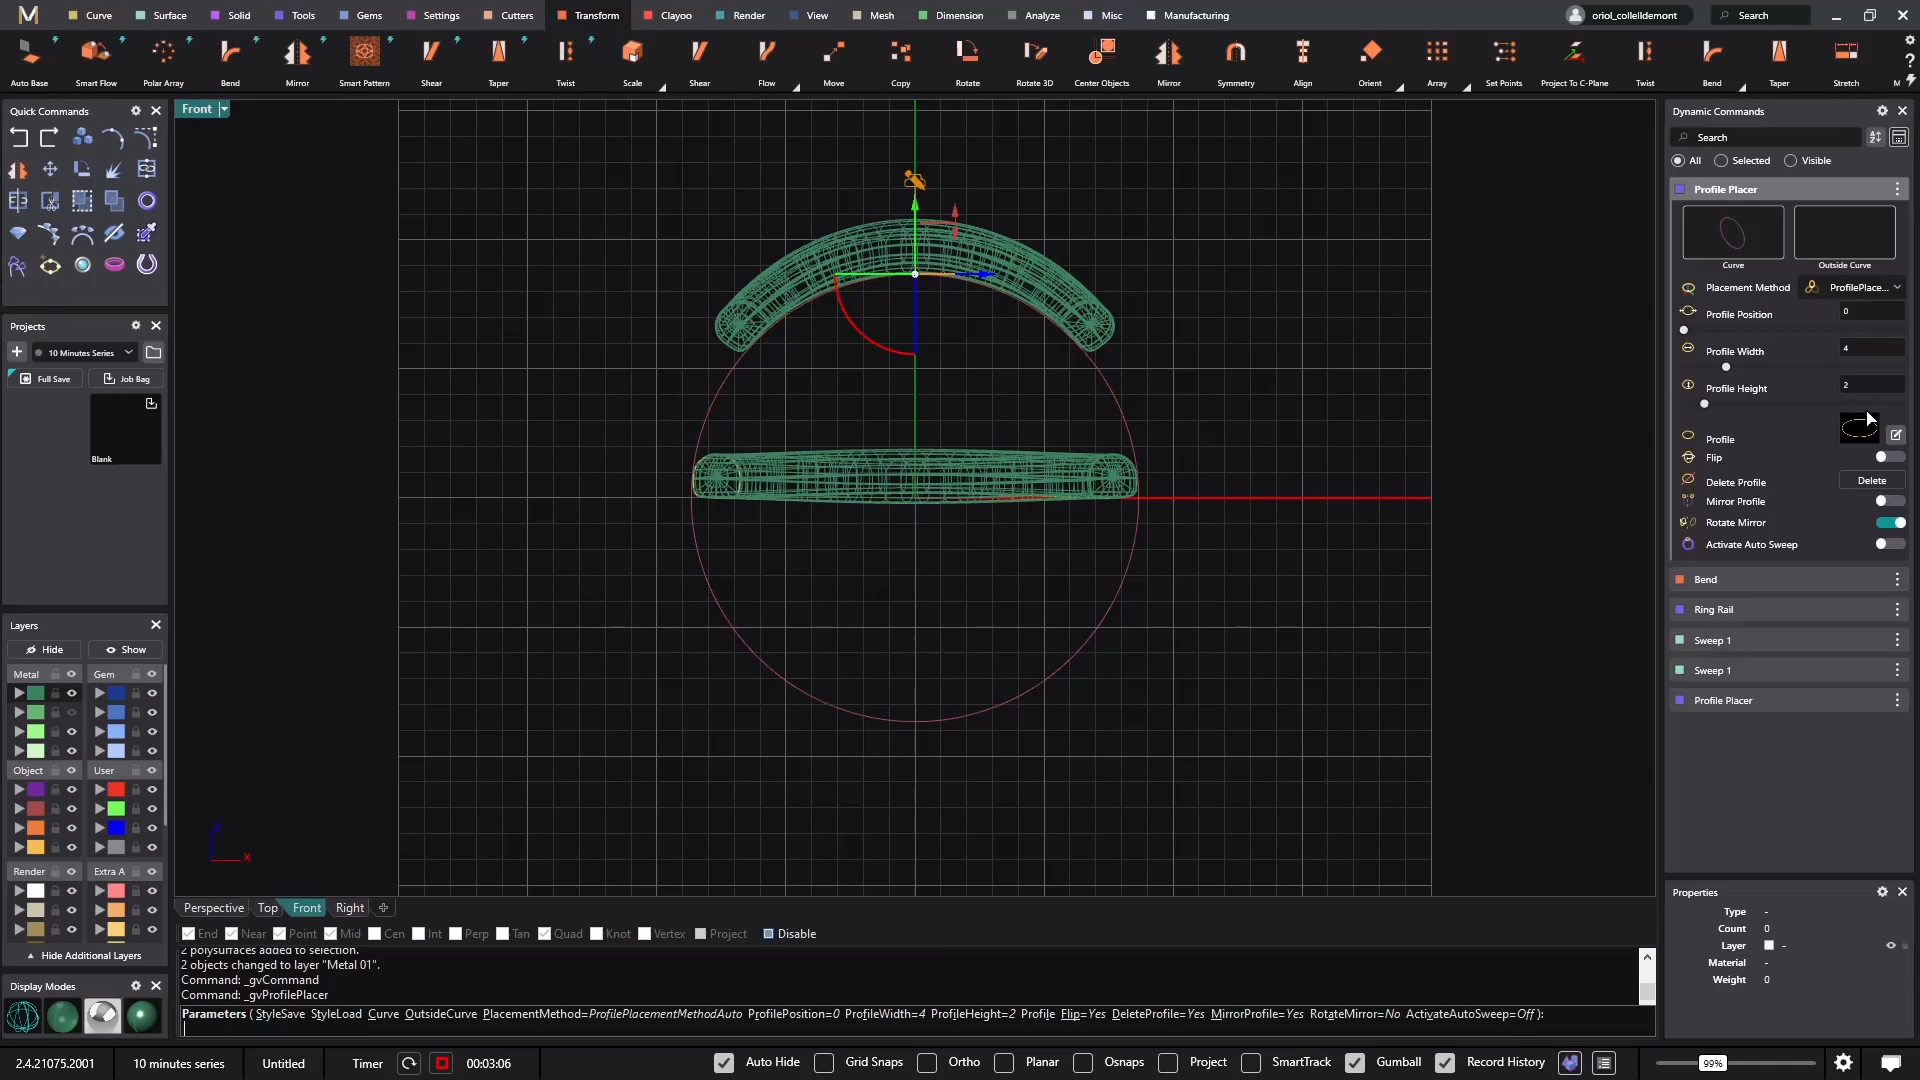 Curve Surface Solid Tools Gems Settings Cutters Transform Clayoo Render View Mesh Dimension Analyze Misc Manufacturing oriol_collelldemont Search
Auto Base Smart Flow Polar Array Bend Mirror Smart Pattern Shear Taper Twist Scale Shear Flow Move Copy Rotate Rotate 3D Center Objects Mirror Symmetry Align Orient Array Set Points Project To C-Plane Twist Bend Taper Stretch M
Quick Commands
Projects
10 Minutes Series
Full Save Job Bag
Blank
Layers
Hide Show
Metal Gem
Object User
Render Extra A
Hide Additional Layers
Display Modes
Front
x
Perspective Top Front Right
End Near Point Mid Cen Int Perp Tan Quad Knot Vertex Project Disable
2 polysurfaces added to selection.
2 objects changed to layer "Metal 01".
Command: _gvCommand
Command: _gvProfilePlacer
Parameters ( StyleSave StyleLoad Curve OutsideCurve PlacementMethod=ProfilePlacementMethodAuto ProfilePosition=0 ProfileWidth=4 ProfileHeight=2 Profile Flip=Yes DeleteProfile=Yes MirrorProfile=Yes RotateMirror=No ActivateAutoSweep=Off ):
Dynamic Commands
Search
All Selected Visible
Profile Placer
Curve Outside Curve
Placement Method ProfilePlace...
Profile Position 0
Profile Width 4
Profile Height 2
Profile
Flip
Delete Profile Delete
Mirror Profile
Rotate Mirror
Activate Auto Sweep
Bend
Ring Rail
Sweep 1
Sweep 1
Profile Placer
Properties
Type -
Count 0
Layer -
Material -
Weight 0
2.4.21075.2001 10 minutes series Untitled Timer 00:03:06 Auto Hide Grid Snaps Ortho Planar Osnaps Project SmartTrack Gumball Record History 99%